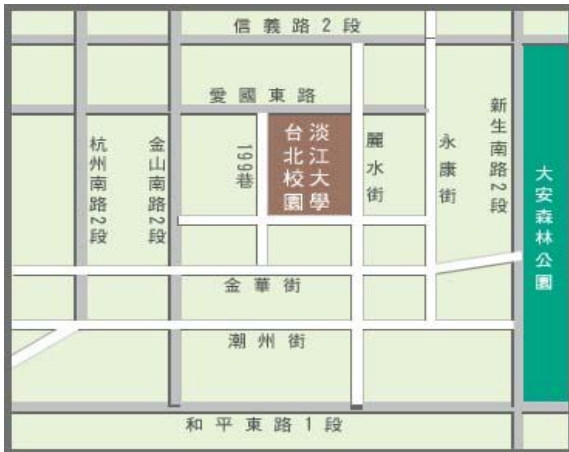 信義路2段
愛國東路
杭州南路2段
金山南路2段
199巷
淡江大學
台北校園
麗水街
永康街
新生南路2段
大安森林公園
金華街
潮州街
和平東路1段